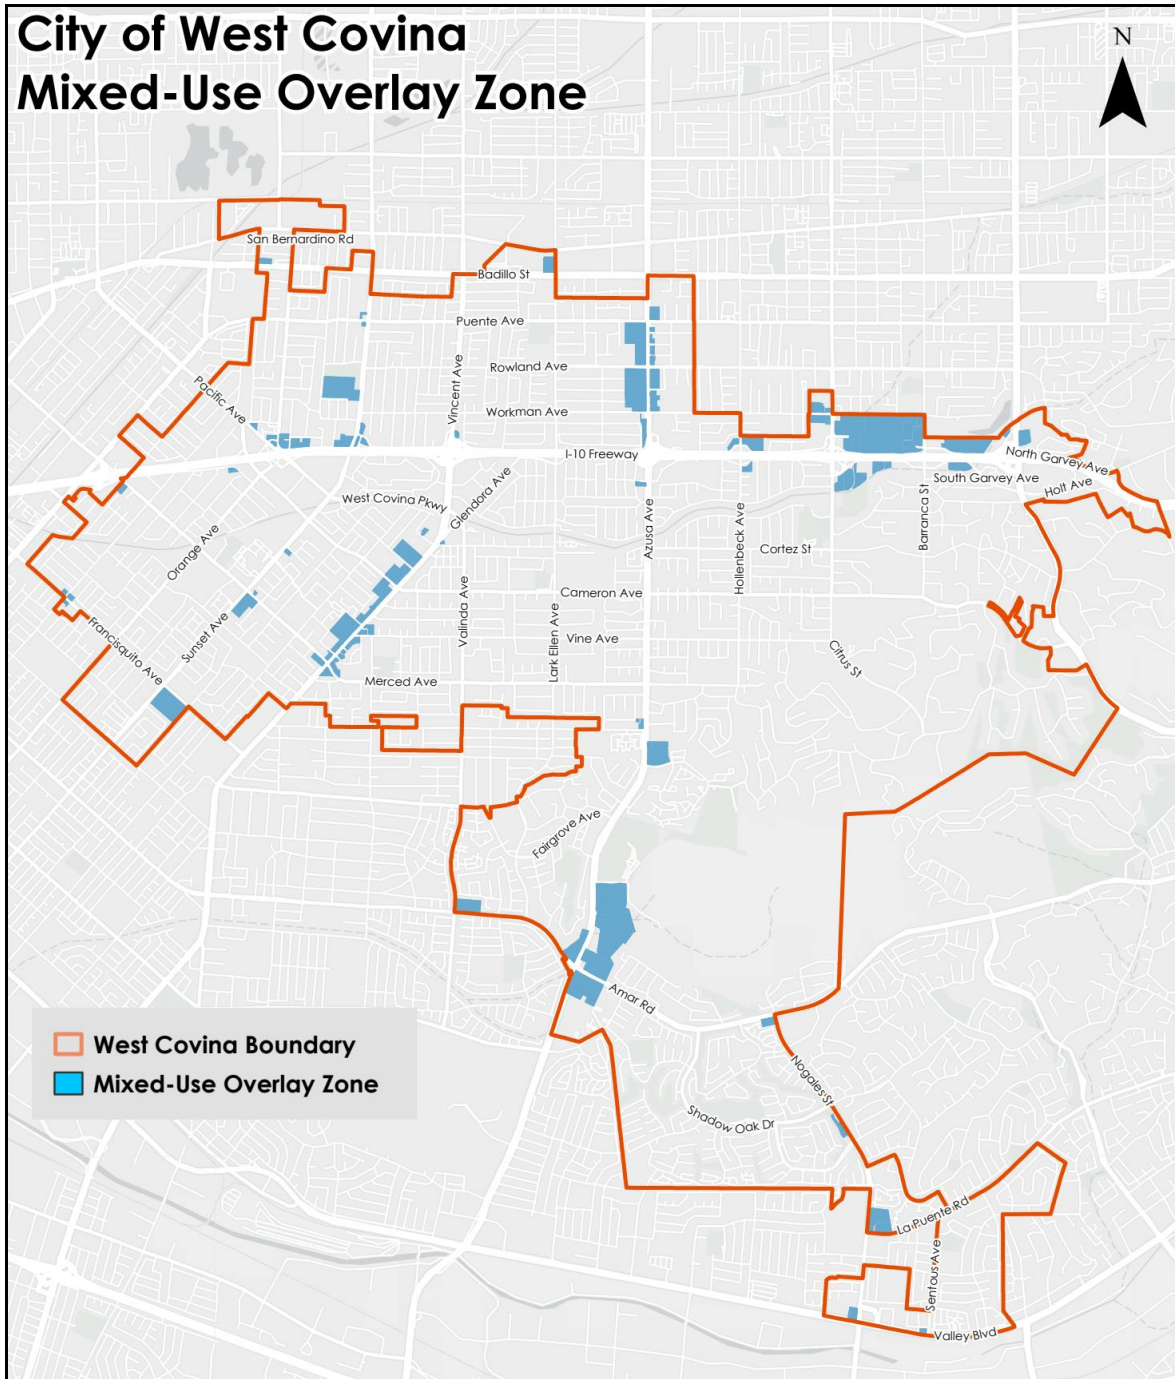 City of West Covina
Mixed-Use Overlay Zone
N
San Bernardino Rd
Badillo St
Puente Ave
Rowland Ave
Pacific Ave
Vincent Ave
Workman Ave
I-10 Freeway
North Garvey Ave
South Garvey Ave
Holt Ave
West Covina Pkwy
Glendora Ave
Azusa Ave
Hollenbeck Ave
Barranca St
Orange Ave
Cortez St
Cameron Ave
Valinda Ave
Lark Ellen Ave
Vine Ave
Sunset Ave
Francisquito Ave
Citrus St
Merced Ave
Fairgrove Ave
Amar Rd
West Covina Boundary
Mixed-Use Overlay Zone
Nogales St
Shadow Oak Dr
La Puente Rd
Sentous Ave
Valley Blvd